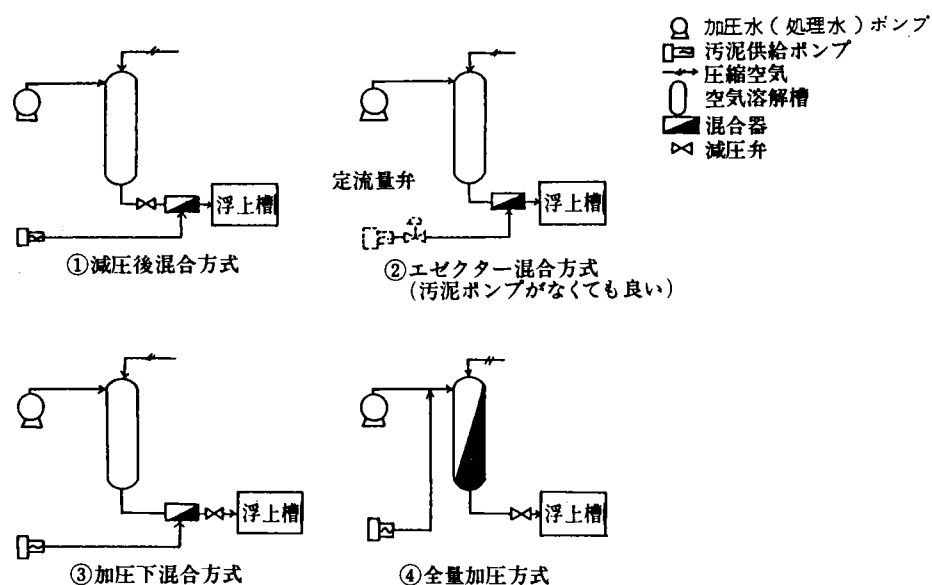 加圧水(処理水)ポンプ
汚泥供給ポンプ
圧縮空気
空気溶解槽
混合器
減圧弁
浮上槽
①減圧後混合方式
定流量弁
浮上槽
②エゼクター混合方式
(汚泥ポンプがなくても良い)
浮上槽
③加圧下混合方式
浮上槽
④全量加圧方式